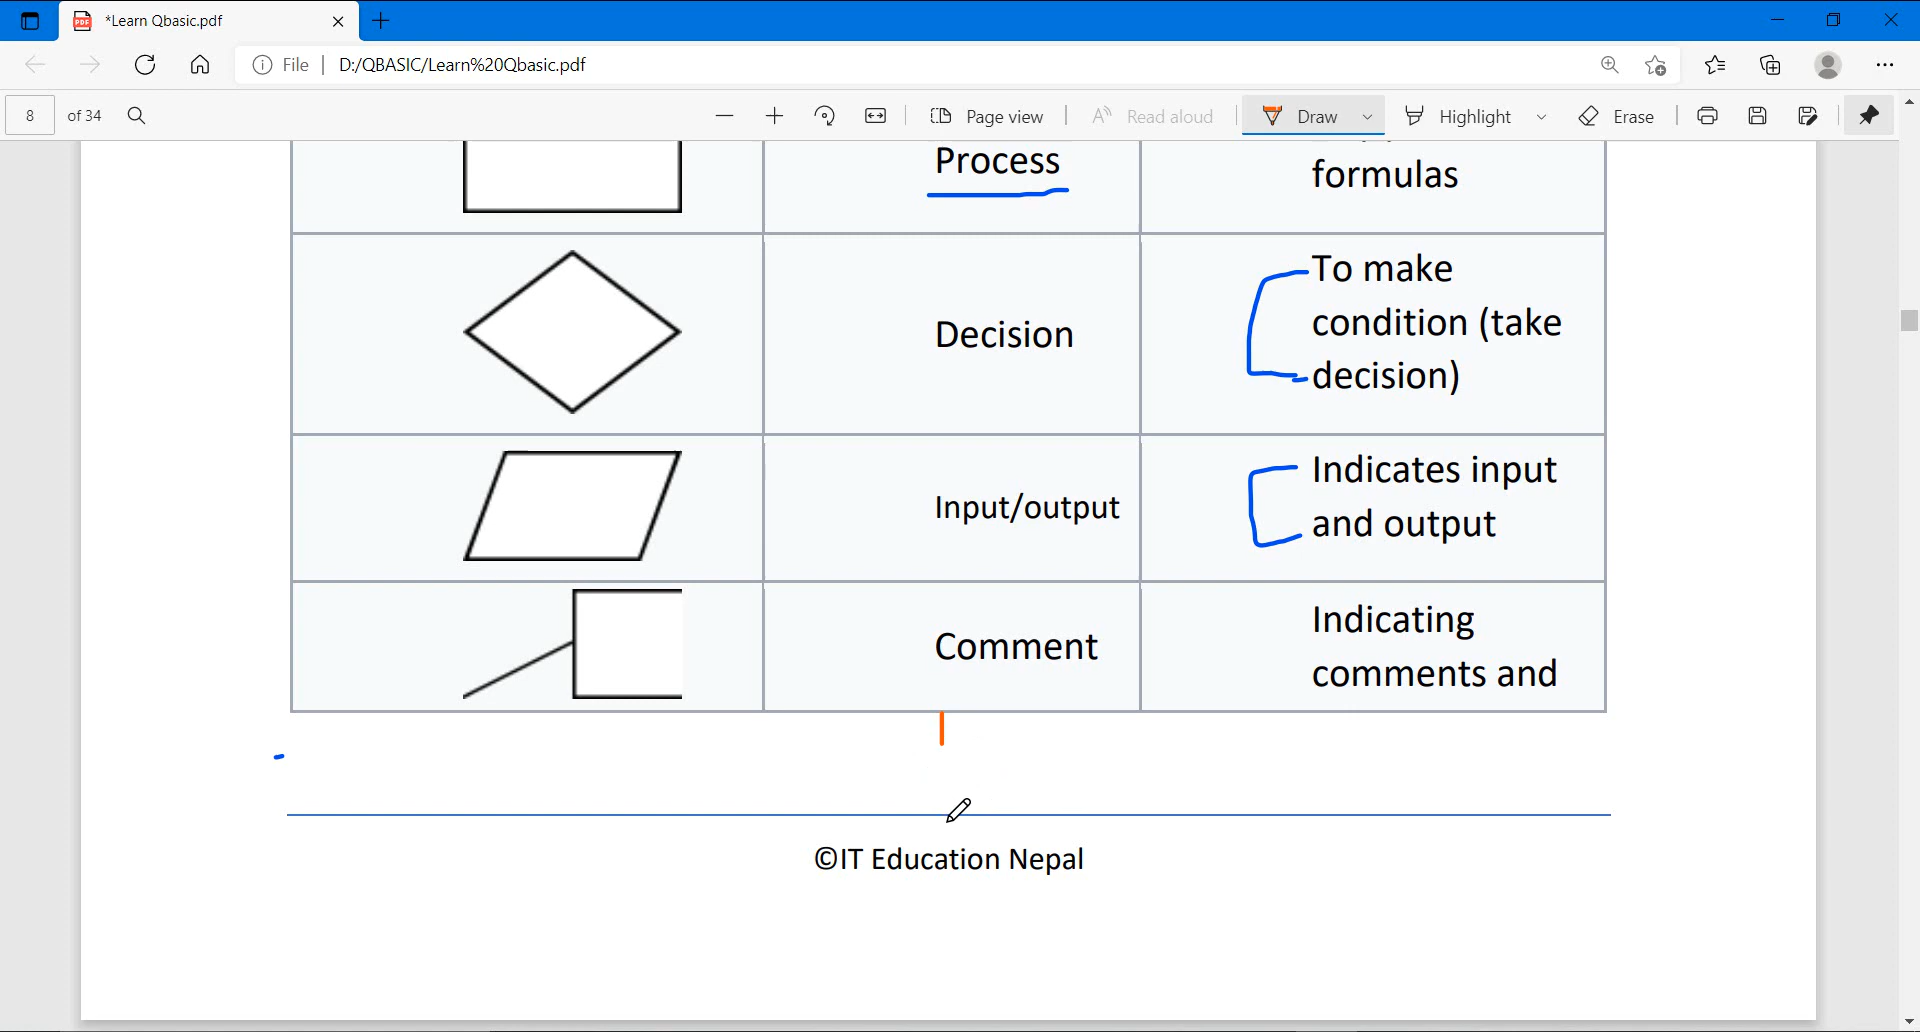 *Learn Qbasic.pdf
File D:/QBASIC/Learn%20Qbasic.pdf
8 of 34 Page view Read aloud Draw Highlight Erase
Process
formulas
Decision
To make
condition (take
decision)
Input/output
Indicates input
and output
Comment
Indicating
comments and
©IT Education Nepal